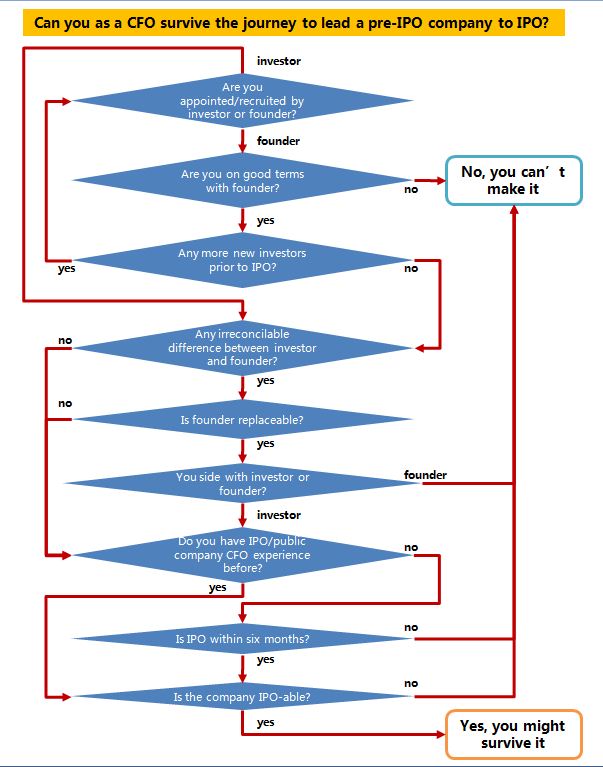 Can you as a CFO survive the journey to lead a pre-IPO company to IPO?
investor
Are you
appointed/recruited by
investor or founder?
founder
Are you on good terms
with founder?
no
No, you can’t
make it
yes
Any more new investors
prior to IPO?
yes
no
Any irreconcilable
difference between investor
and founder?
no
yes
Is founder replaceable?
no
yes
You side with investor or
founder?
founder
investor
Do you have IPO/public
company CFO experience
before?
no
yes
Is IPO within six months?
no
yes
Is the company IPO-able?
no
yes
Yes, you might
survive it